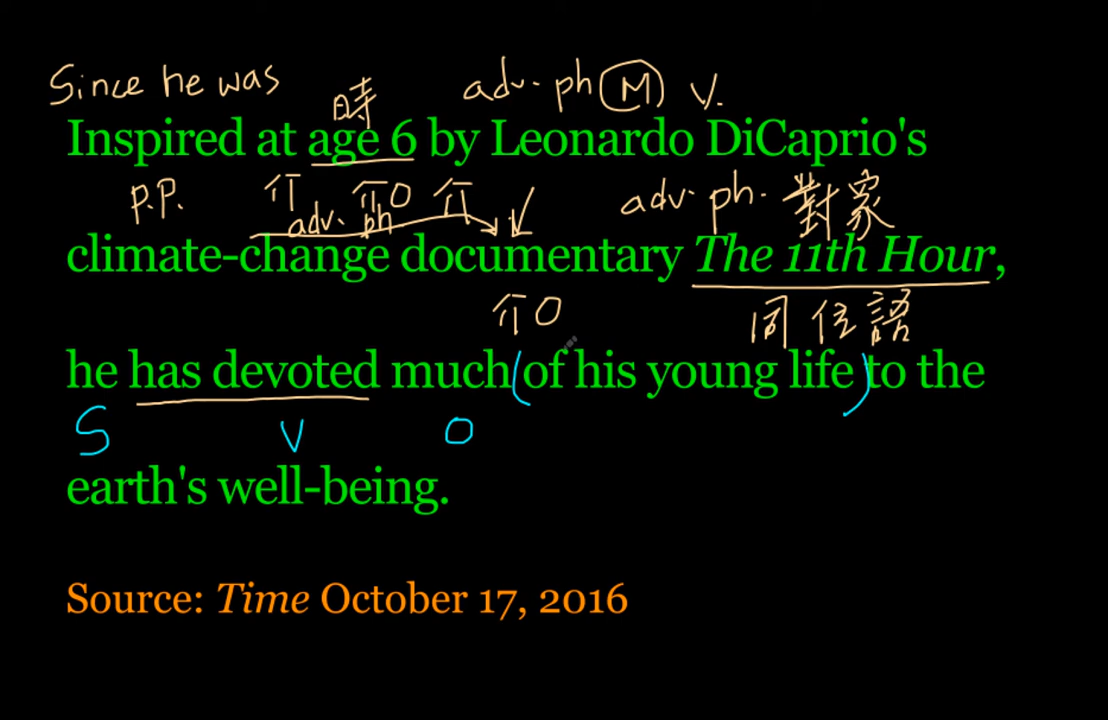 Since he was
時 adv. ph M V.
Inspired at age 6 by Leonardo DiCaprio's
P.P. 介 介O 介 adv. ph. 對家
adv. ph
climate-change documentary The 11th Hour,
介O 同位語
he has devoted much (of his young life) to the
S V O
earth's well-being.
Source: Time October 17, 2016